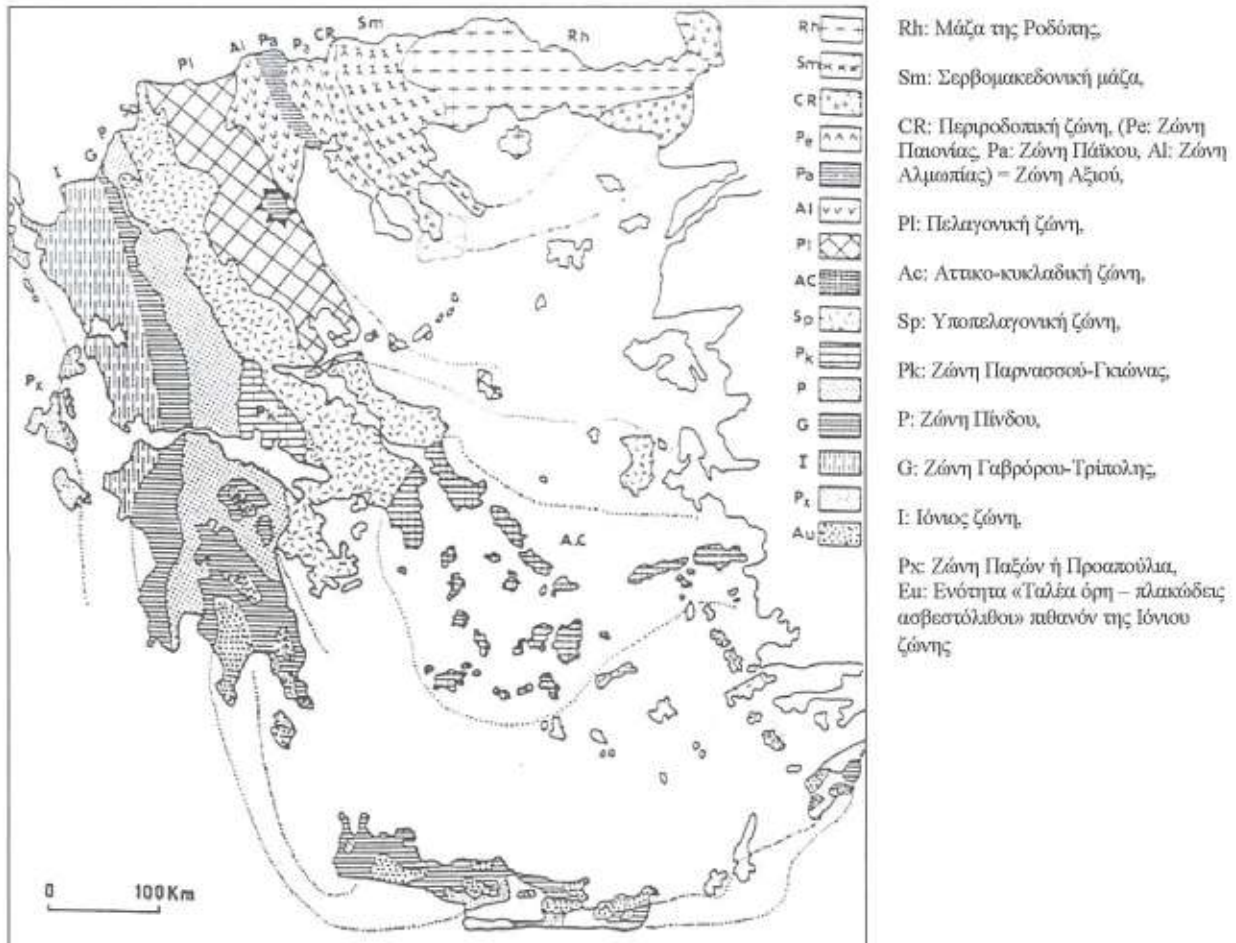 Sm
Rh
CR
Pa
Al
Pl
P
G
I
Px
Pk
A.C
0 100 Km
Rh
Sm
CR
Pe
Pa
Al
Pl
AC
Sp
Pk
P
G
I
Au
Rh: Μάζα της Ροδόπης,
Sm: Σερβομακεδονική μάζα,
CR: Περιροδοπική ζώνη, (Pe: Ζώνη
Παιονίας, Pa: Ζώνη Πάϊκου, Al: Ζώνη
Αλμωπίας) = Ζώνη Αξιού,
Pl: Πελαγονική ζώνη,
Ac: Αττικο-κυκλαδική ζώνη,
Sp: Υποπελαγονική ζώνη,
Pk: Ζώνη Παρνασσού-Γκιώνας,
P: Ζώνη Πίνδου,
G: Ζώνη Γαβρόρου-Τρίπολης,
I: Ιόνιος ζώνη,
Px: Ζώνη Παξών ή Προαπούλια,
Eu: Ενότητα «Ταλέα όρη – πλακώδεις
ασβεστόλιθοι» πιθανόν της Ιόνιου
ζώνης